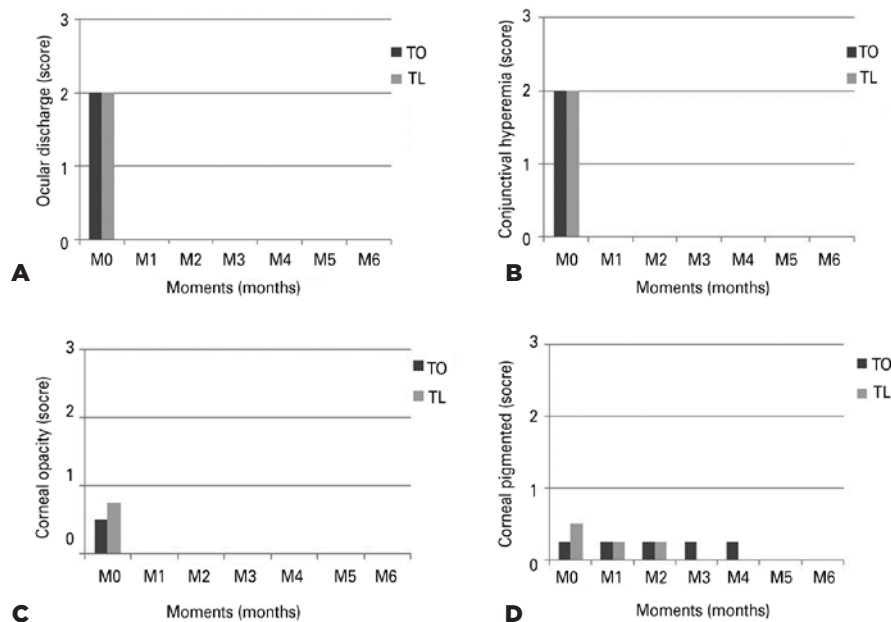 Ocular discharge (score)
3
2
1
0
TO
TL
M0 M1 M2 M3 M4 M5 M6
Moments (months)
A
Conjunctival hyperemia (score)
3
2
1
0
TO
TL
M0 M1 M2 M3 M4 M5 M6
Moments (months)
B
Corneal opacity (socre)
3
2
1
0
TO
TL
M0 M1 M2 M3 M4 M5 M6
Moments (months)
C
Corneal pigmented (socre)
3
2
1
0
TO
TL
M0 M1 M2 M3 M4 M5 M6
Moments (months)
D